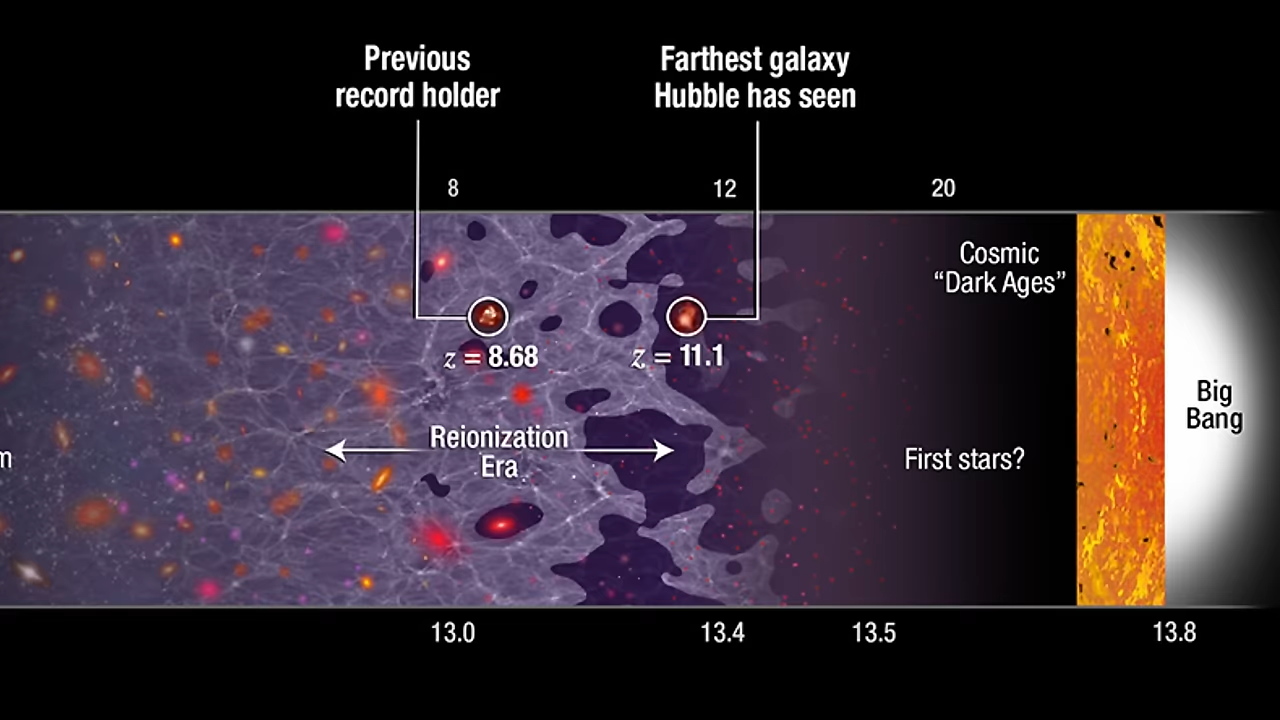 Previous
record holder
Farthest galaxy
Hubble has seen
8
12
20
Cosmic
“Dark Ages”
z = 8.68
z = 11.1
Big
Bang
Reionization
Era
m
First stars?
13.0
13.4
13.5
13.8